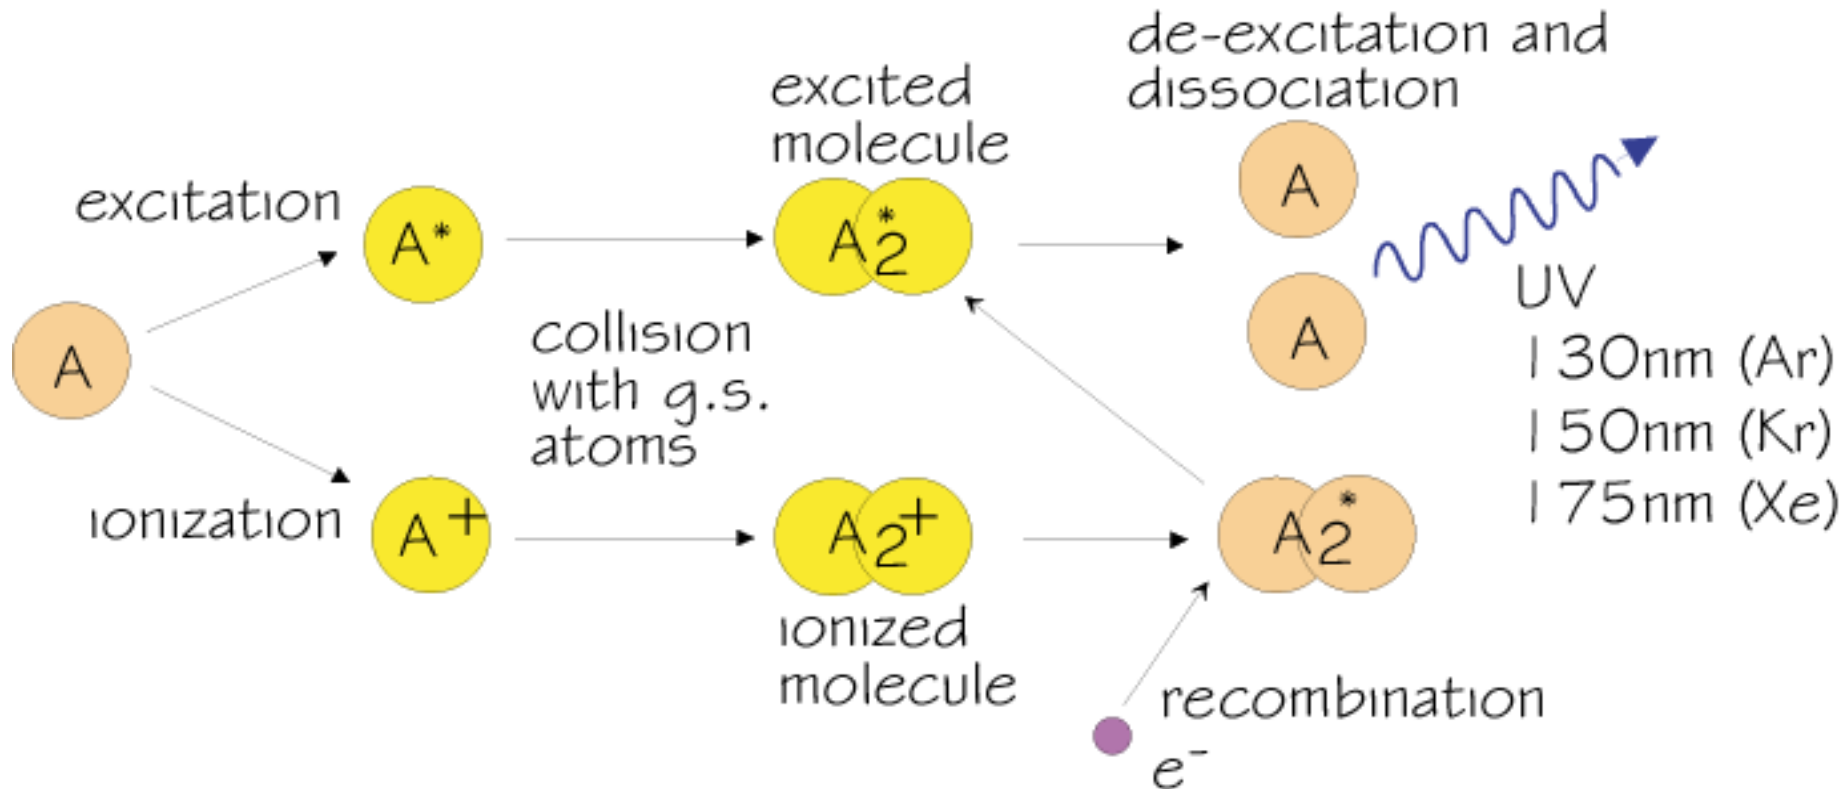 de-excitation and
dissociation
excited
molecule
excitation
A
A*
A2*
A
A
UV
130nm (Ar)
150nm (Kr)
175nm (Xe)
collision
with g.s.
atoms
ionization
A+
A2+
A2*
ionized
molecule
recombination
e-